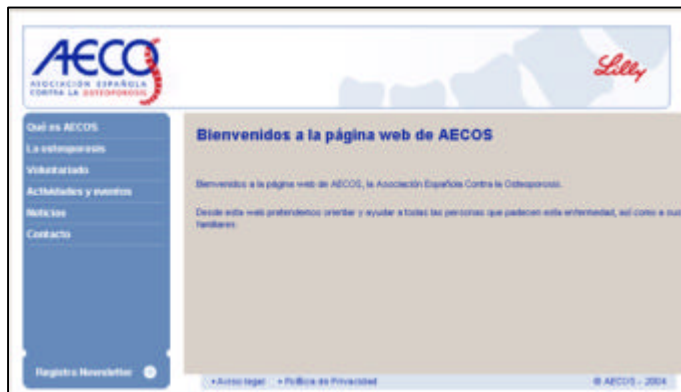 AECOS
ASOCIACIÓN ESPAÑOLA
CONTRA LA OSTEOPOROSIS
Lilly
Qué es AECOS
La osteoporosis
Voluntariado
Actividades y eventos
Noticias
Contacto
Registro Newsletter
Bienvenidos a la página web de AECOS
Bienvenidos a la página web de AECOS, la Asociación Española Contra la Osteoporosis.
Desde esta web pretendemos orientar y ayudar a todas las personas que padecen esta enfermedad, así como a sus
familiares.
Aviso legal
Política de Privacidad
© AECOS - 2004